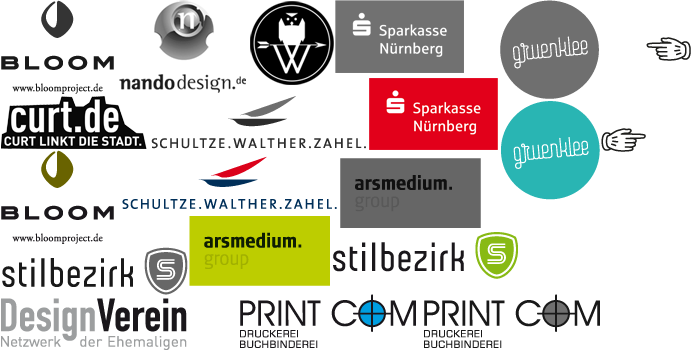 BLOOM
www.bloomproject.de
n
nandodesign.de
W
S Sparkasse
Nürnberg
gruenklee
curt.de
CURT LINKT DIE STADT.
SCHULTZE.WALTHER.ZAHEL.
S Sparkasse
Nürnberg
gruenklee
BLOOM
www.bloomproject.de
SCHULTZE.WALTHER.ZAHEL.
arsmedium.
group
arsmedium.
group
stilbezirk S
stilbezirk S
DesignVerein
Netzwerk der Ehemaligen
PRINT COM
DRUCKEREI
BUCHBINDEREI
PRINT COM
DRUCKEREI
BUCHBINDEREI